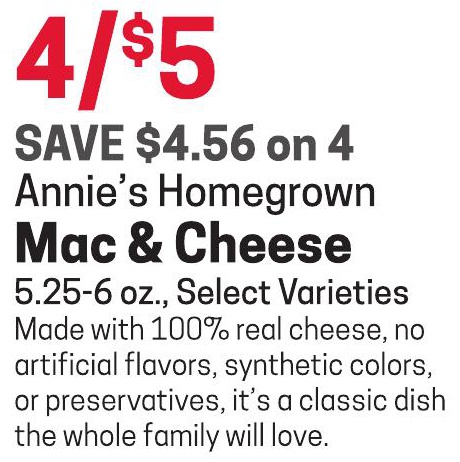 4/$5
SAVE $4.56 on 4
Annie's Homegrown
Mac & Cheese
5.25-6 oz., Select Varieties
Made with 100% real cheese, no
artificial flavors, synthetic colors,
or preservatives, it's a classic dish
the whole family will love.